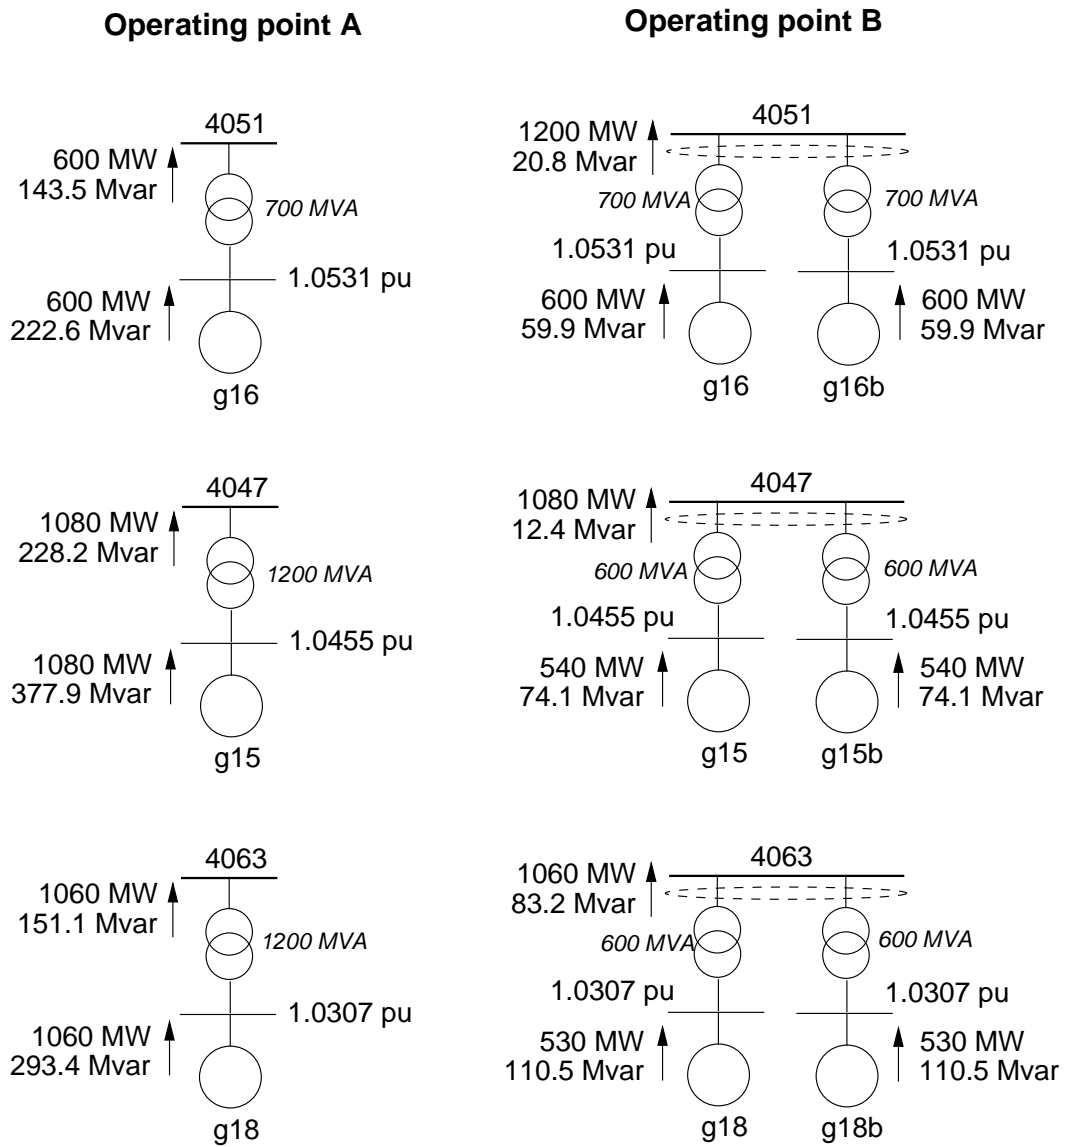 Operating point A
Operating point B
4051
600 MW
143.5 Mvar
700 MVA
1.0531 pu
600 MW
222.6 Mvar
g16
4051
1200 MW
20.8 Mvar
700 MVA
700 MVA
1.0531 pu
1.0531 pu
600 MW
59.9 Mvar
600 MW
59.9 Mvar
g16
g16b
4047
1080 MW
228.2 Mvar
1200 MVA
1.0455 pu
1080 MW
377.9 Mvar
g15
4047
1080 MW
12.4 Mvar
600 MVA
600 MVA
1.0455 pu
1.0455 pu
540 MW
74.1 Mvar
540 MW
74.1 Mvar
g15
g15b
4063
1060 MW
151.1 Mvar
1200 MVA
1.0307 pu
1060 MW
293.4 Mvar
g18
4063
1060 MW
83.2 Mvar
600 MVA
600 MVA
1.0307 pu
1.0307 pu
530 MW
110.5 Mvar
530 MW
110.5 Mvar
g18
g18b